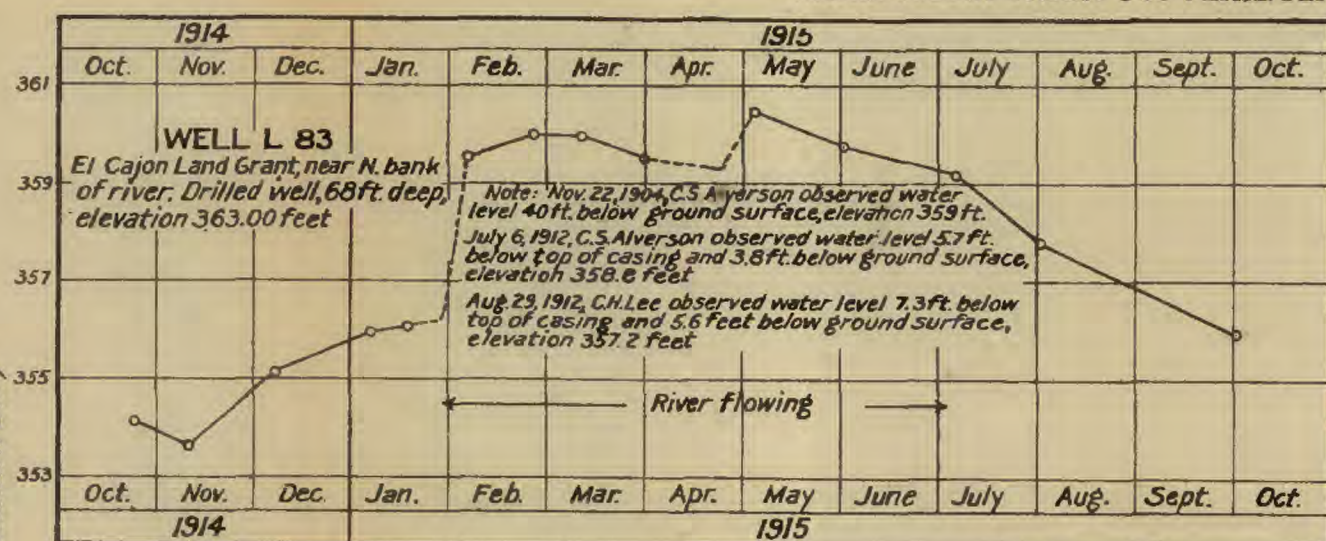 1914 1915
Oct. Nov. Dec. Jan. Feb. Mar. Apr. May June July Aug. Sept. Oct.
361
WELL L 83
El Cajon Land Grant, near N. bank
of river. Drilled well, 68 ft. deep,
elevation 363.00 feet
359
Note: Nov. 22, 1904, C.S. A verson observed water
level 40 ft. below ground surface, elevation 359 ft.
July 6, 1912, C.S. Alverson observed water level 5.7 ft.
below top of casing and 3.8 ft. below ground surface,
elevation 358.8 feet
357
Aug. 29, 1912, C.H. Lee observed water level 7.3 ft. below
top of casing and 5.6 feet below ground surface,
elevation 357.2 feet
355
River flowing
353
Oct. Nov. Dec. Jan. Feb. Mar. Apr. May June July Aug. Sept. Oct.
1914 1915